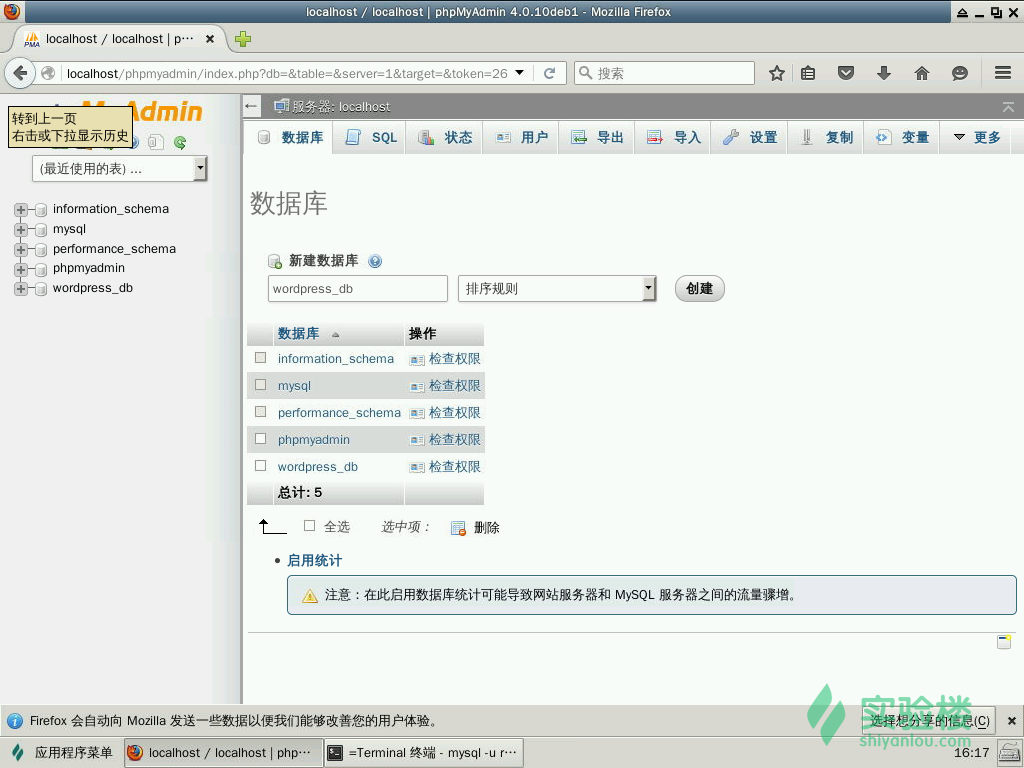 localhost / localhost | phpMyAdmin 4.0.10deb1 - Mozilla Firefox
PMA localhost / localhost | p···
localhost/phpmyadmin/index.php?db=&table=&server=1&target=&token=26
搜索
Admin
转到上一页
右击或下拉显示历史
(最近使用的表) ...
information_schema
mysql
performance_schema
phpmyadmin
wordpress_db
服务器: localhost
数据库 SQL 状态 用户 导出 导入 设置 复制 变量 更多
数据库
新建数据库
wordpress_db 排序规则 创建
数据库 操作
information_schema 检查权限
mysql 检查权限
performance_schema 检查权限
phpmyadmin 检查权限
wordpress_db 检查权限
总计: 5
全选 选中项： 删除
启用统计
注意：在此启用数据库统计可能导致网站服务器和 MySQL 服务器之间的流量骤增。
Firefox 会自动向 Mozilla 发送一些数据以便我们能够改善您的用户体验。
选择想分享的信息(C)
实验楼
shiyanlou.com
应用程序菜单
localhost / localhost | php···
=Terminal 终端 - mysql -u r···
16:17